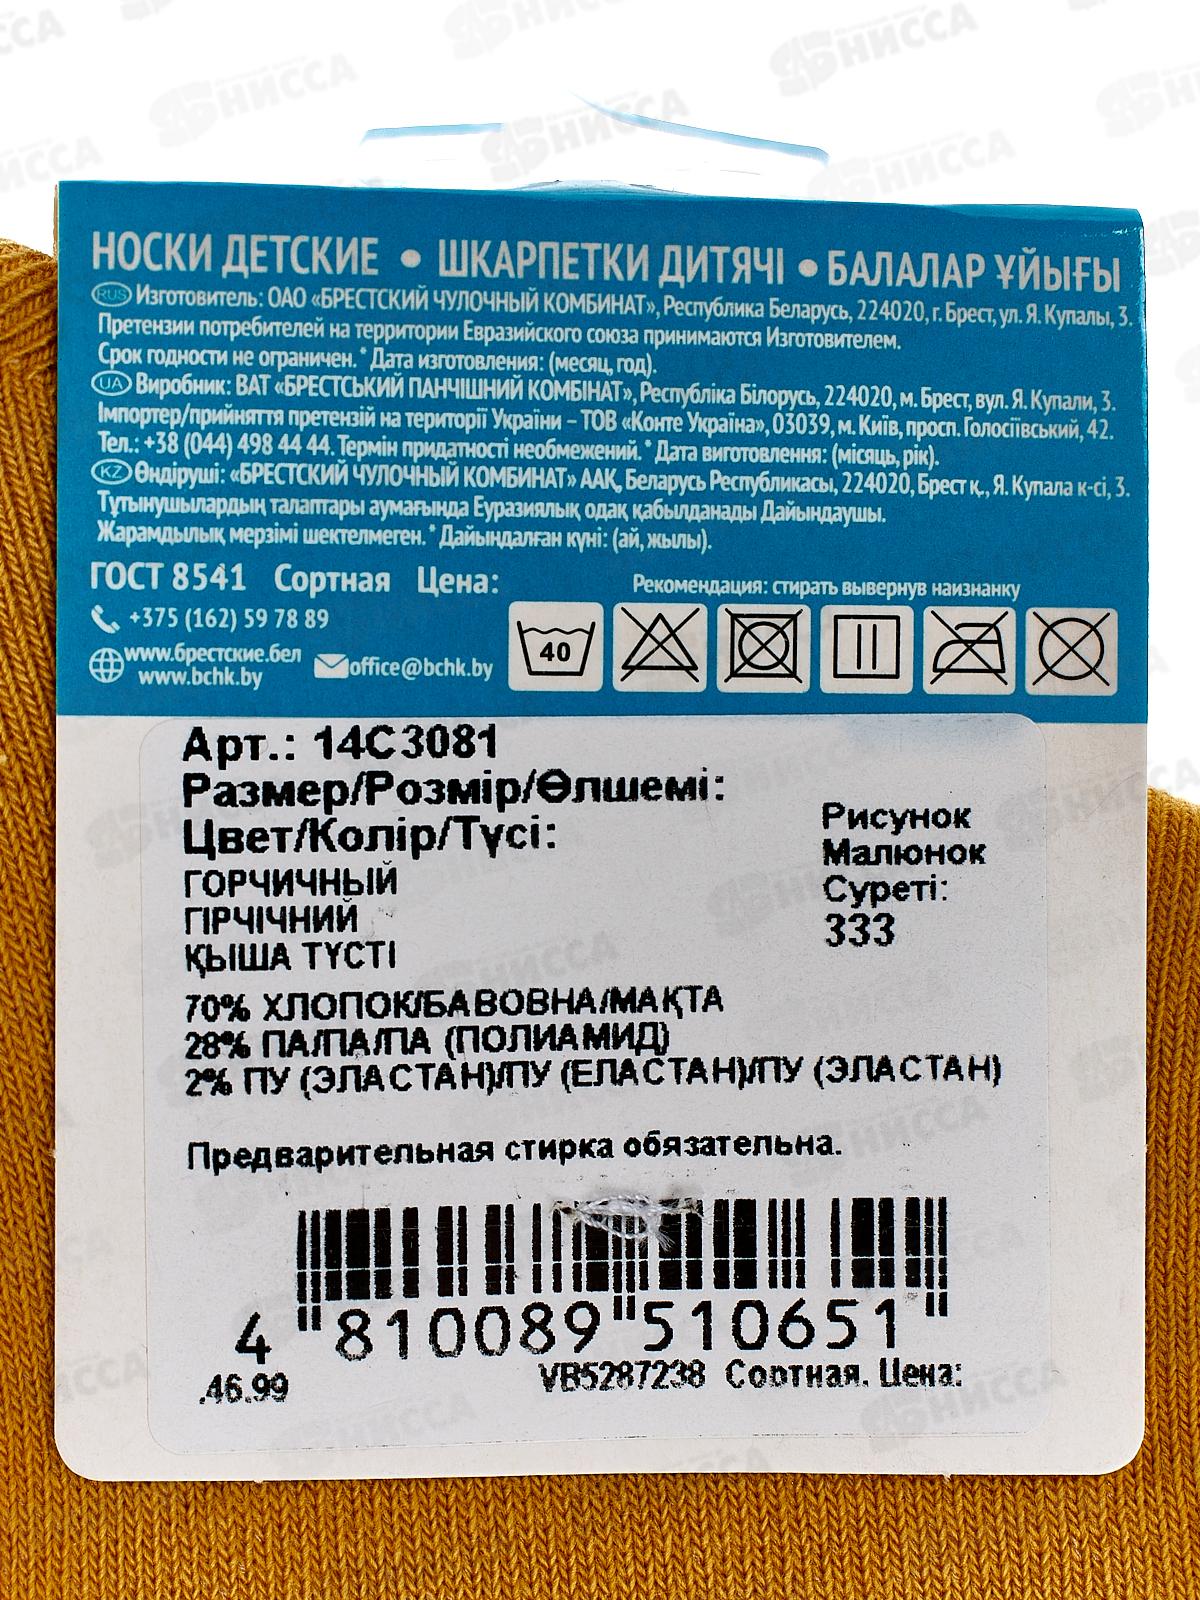 НОСКИ ДЕТСКИЕ • ШКАРПЕТКИ ДИТЯЧІ • БАЛАЛАР ҰЙЫҒЫ
RUS Изготовитель: ОАО «БРЕСТСКИЙ ЧУЛОЧНЫЙ КОМБИНАТ», Республика Беларусь, 224020, г. Брест, ул. Я. Купалы, 3.
Претензии потребителей на территории Евразийского союза принимаются Изготовителем.
Срок годности не ограничен. * Дата изготовления: (месяц, год).
UA Виробник: ВАТ «БРЕСТСЬКИЙ ПАНЧІШНИЙ КОМБІНАТ», Республіка Білорусь, 224020, м. Брест, вул. Я. Купали, 3.
Імпортер/прийняття претензій на території України – ТОВ «Конте Україна», 03039, м. Київ, просп. Голосіївський, 42.
Тел.: +38 (044) 498 44 44. Термін придатності необмежений. * Дата виготовлення: (місяць, рік).
KZ Өндіруші: «БРЕСТСКИЙ ЧУЛОЧНЫЙ КОМБИНАТ» ААҚ, Беларусь Республикасы, 224020, Брест қ., Я. Купала к-сі, 3.
Тұтынушылардың талаптары аумағында Еуразиялық одақ қабылданады Дайындаушы.
Жарамдылық мерзімі шектелмеген. * Дайындалған күні: (ай, жылы).
ГОСТ 8541 Сортная Цена:
Рекомендация: стирать вывернув наизнанку
+375 (162) 59 78 89
www.брестские.бел
www.bchk.by
office@bchk.by
40
Арт.: 14С3081
Размер/Розмір/Өлшемі:
Цвет/Колір/Түсі:
ГОРЧИЧНЫЙ
ГІРЧІЧНИЙ
ҚЫША ТҮСТІ
Рисунок
Малюнок
Суреті:
333
70% ХЛОПОК/БАВОВНА/МАҚТА
28% ПА/ПА/ПА (ПОЛИАМИД)
2% ПУ (ЭЛАСТАН)/ПУ (ЕЛАСТАН)/ПУ (ЭЛАСТАН)
Предварительная стирка обязательна.
4 810089 510651
.46.99
VB5287238 Сортная. Цена:
НИССА